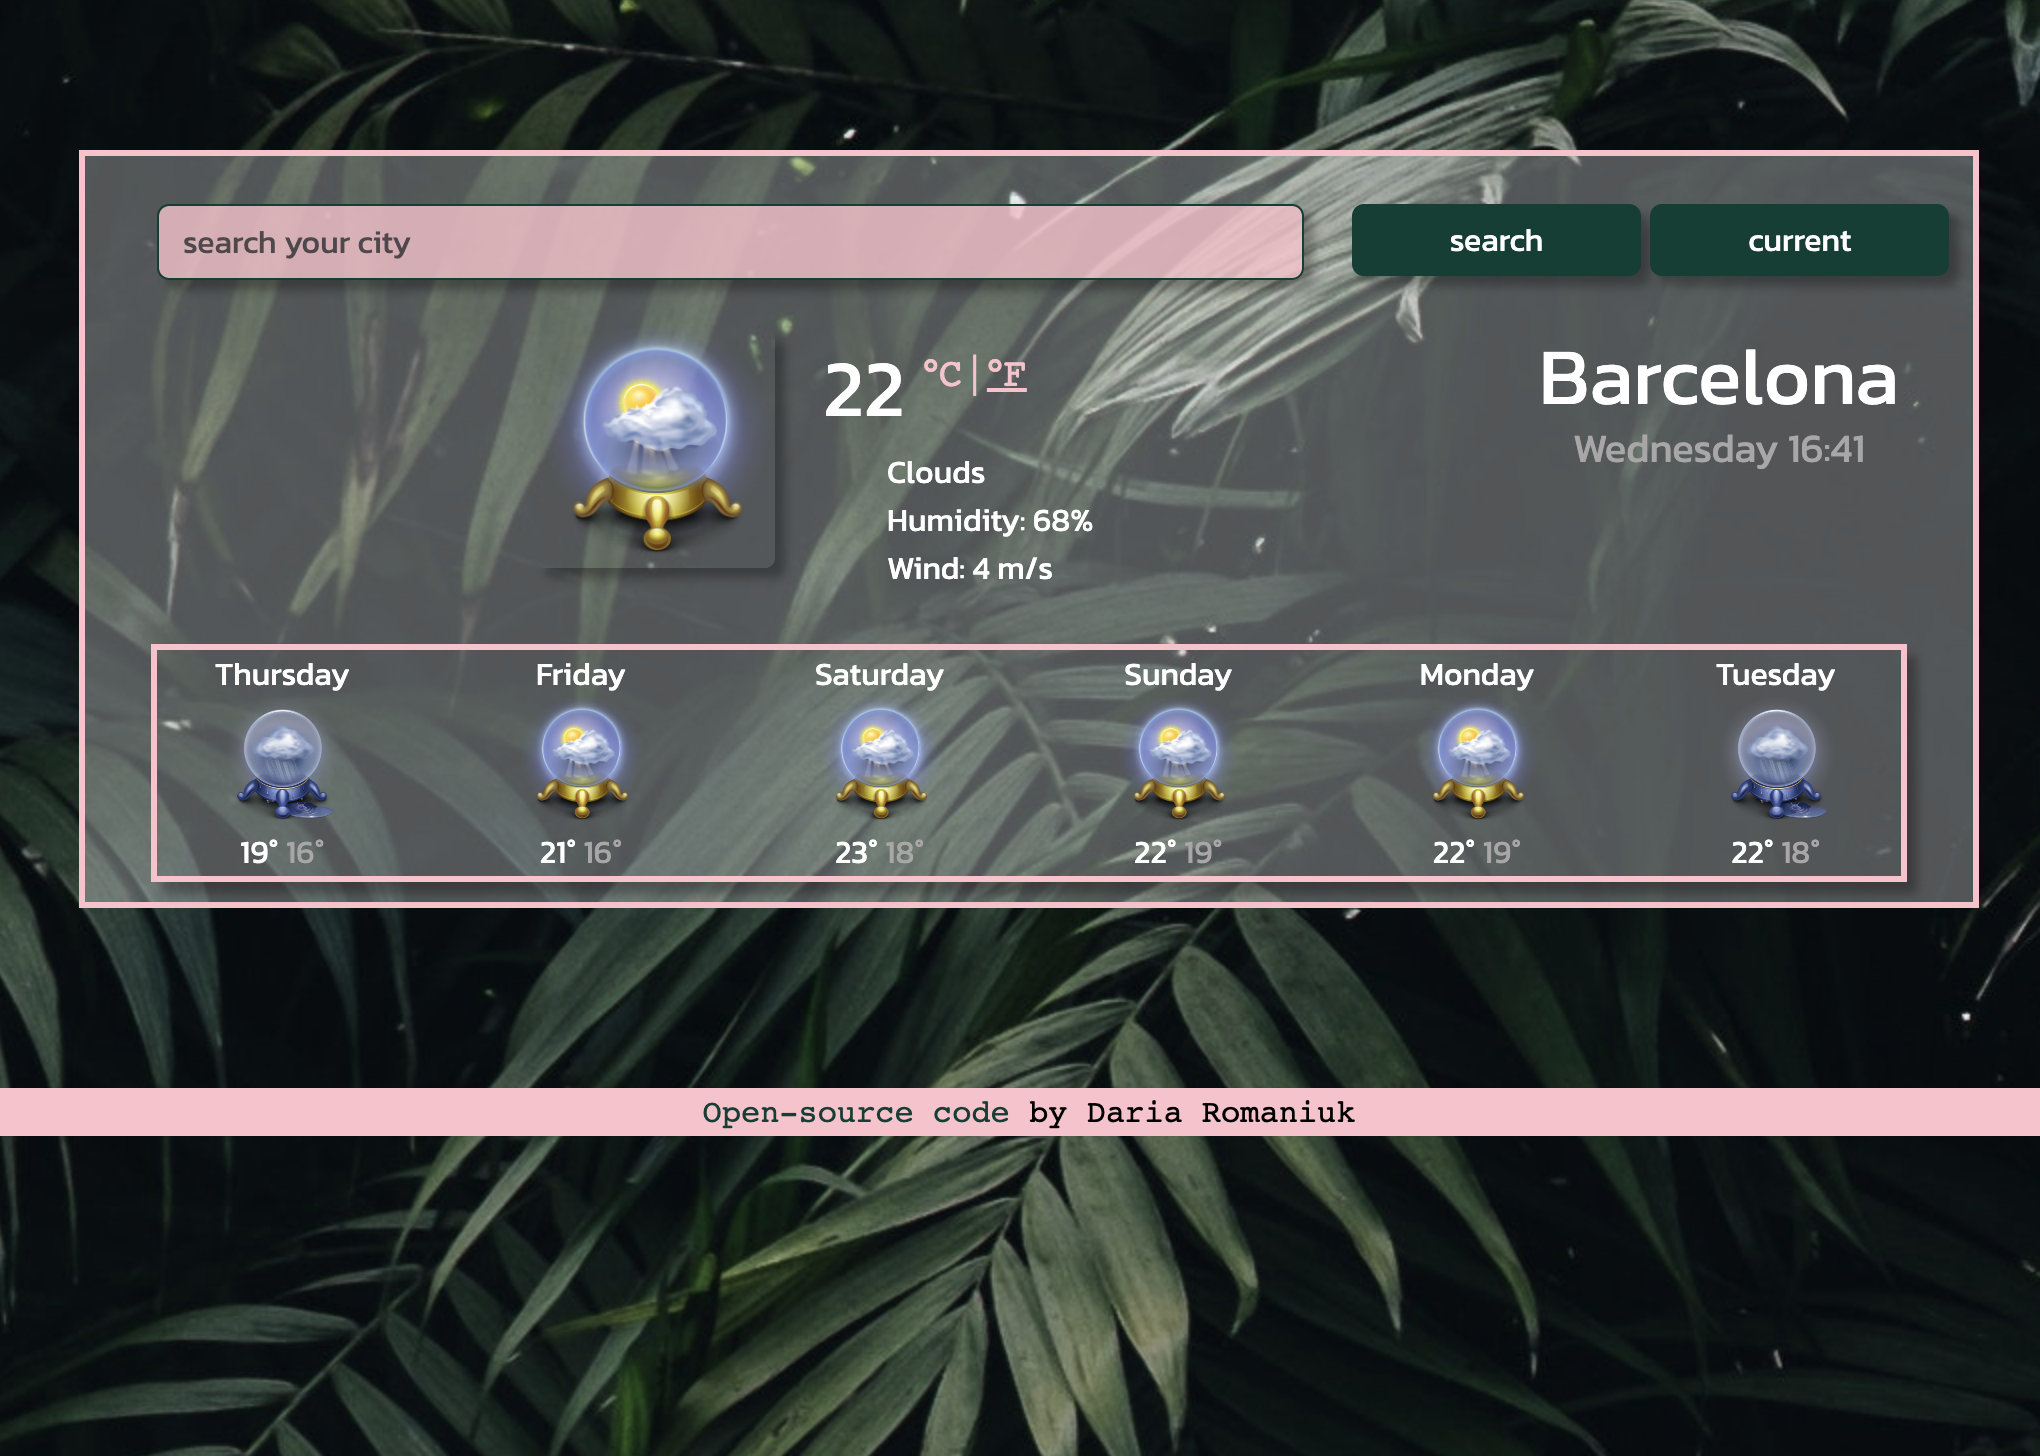 search your city
search
current
22 °C|°F
Barcelona
Wednesday 16:41
Clouds
Humidity: 68%
Wind: 4 m/s
Thursday Friday Saturday Sunday Monday Tuesday
19° 16° 21° 16° 23° 18° 22° 19° 22° 19° 22° 18°
Open-source code by Daria Romaniuk